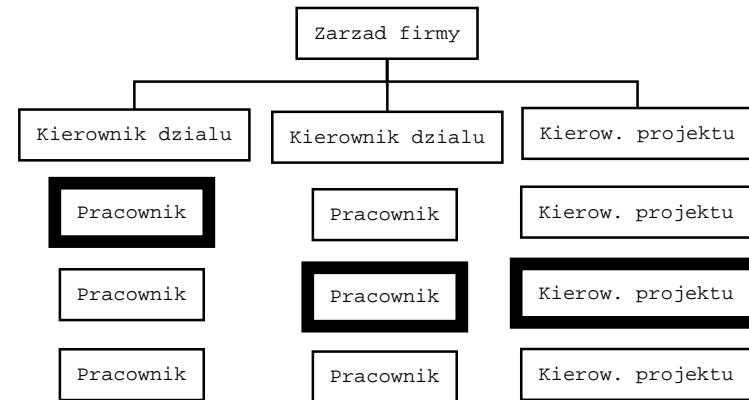 Zarzad firmy
Kierownik dzialu
Kierownik dzialu
Kierow. projektu
Pracownik
Pracownik
Kierow. projektu
Pracownik
Pracownik
Kierow. projektu
Pracownik
Pracownik
Kierow. projektu